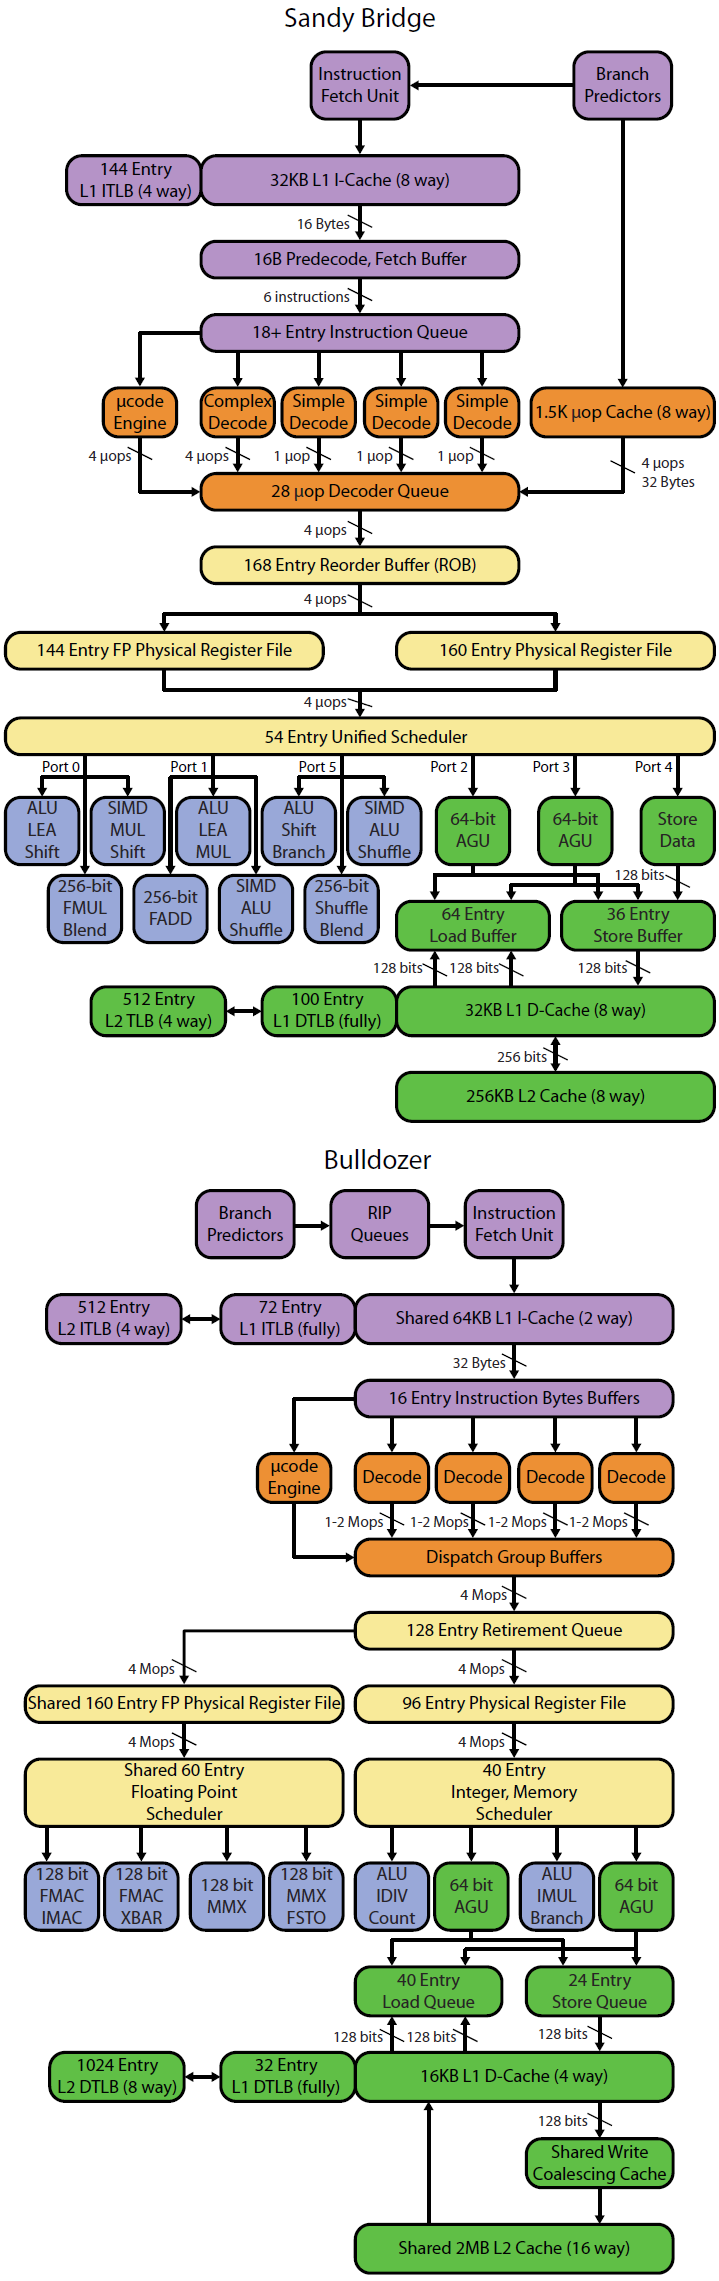 Sandy Bridge
Instruction
Fetch Unit
Branch
Predictors
144 Entry
L1 ITLB (4 way)
32KB L1 I-Cache (8 way)
16 Bytes
16B Predecode, Fetch Buffer
6 instructions
18+ Entry Instruction Queue
μcode
Engine
Complex
Decode
Simple
Decode
Simple
Decode
Simple
Decode
1.5K μop Cache (8 way)
4 μops
4 μops
1 μop
1 μop
1 μop
4 μops
32 Bytes
28 μop Decoder Queue
4 μops
168 Entry Reorder Buffer (ROB)
4 μops
144 Entry FP Physical Register File
160 Entry Physical Register File
4 μops
54 Entry Unified Scheduler
Port 0
Port 1
Port 5
Port 2
Port 3
Port 4
ALU
LEA
Shift
SIMD
MUL
Shift
ALU
LEA
MUL
ALU
Shift
Branch
SIMD
ALU
Shuffle
64-bit
AGU
64-bit
AGU
Store
Data
256-bit
FMUL
Blend
256-bit
FADD
SIMD
ALU
Shuffle
256-bit
Shuffle
Blend
128 bits
64 Entry
Load Buffer
36 Entry
Store Buffer
128 bits
128 bits
128 bits
512 Entry
L2 TLB (4 way)
100 Entry
L1 DTLB (fully)
32KB L1 D-Cache (8 way)
256 bits
256KB L2 Cache (8 way)
Bulldozer
Branch
Predictors
RIP
Queues
Instruction
Fetch Unit
512 Entry
L2 ITLB (4 way)
72 Entry
L1 ITLB (fully)
Shared 64KB L1 I-Cache (2 way)
32 Bytes
16 Entry Instruction Bytes Buffers
μcode
Engine
Decode
Decode
Decode
Decode
1-2 Mops
1-2 Mops
1-2 Mops
1-2 Mops
Dispatch Group Buffers
4 Mops
128 Entry Retirement Queue
4 Mops
4 Mops
Shared 160 Entry FP Physical Register File
96 Entry Physical Register File
4 Mops
4 Mops
Shared 60 Entry
Floating Point
Scheduler
40 Entry
Integer, Memory
Scheduler
128 bit
FMAC
IMAC
128 bit
FMAC
XBAR
128 bit
MMX
128 bit
MMX
FSTO
ALU
IDIV
Count
64 bit
AGU
ALU
IMUL
Branch
64 bit
AGU
40 Entry
Load Queue
24 Entry
Store Queue
128 bits
128 bits
128 bits
1024 Entry
L2 DTLB (8 way)
32 Entry
L1 DTLB (fully)
16KB L1 D-Cache (4 way)
128 bits
Shared Write
Coalescing Cache
Shared 2MB L2 Cache (16 way)